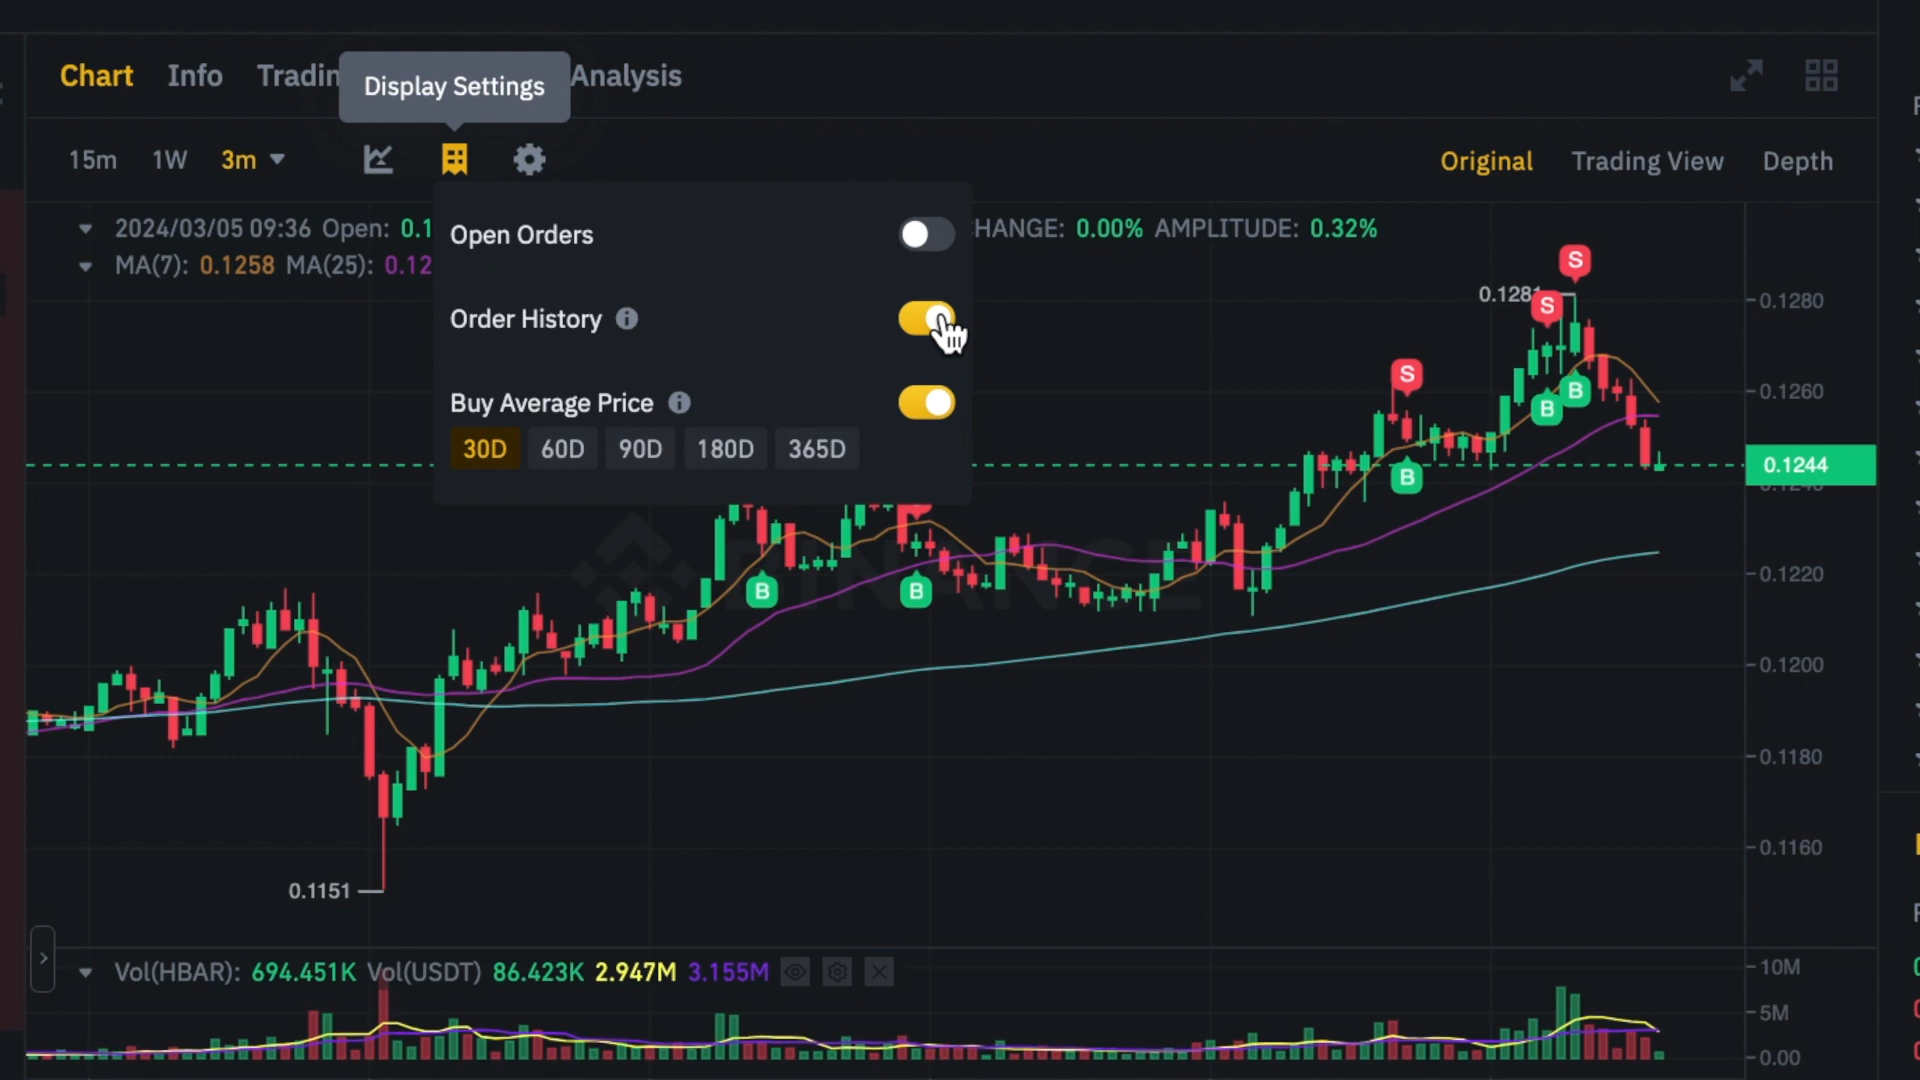 Display Settings
Chart Info Tradin Analysis
15m 1W 3m Original Trading View Depth
2024/03/05 09:36 Open: 0.1 HANGE: 0.00% AMPLITUDE: 0.32%
MA(7): 0.1258 MA(25): 0.12
Open Orders
Order History
Buy Average Price
30D 60D 90D 180D 365D
0.1281
S
S
S
B
B
B
B
B
0.1280
0.1260
0.1244
0.1240
0.1220
0.1200
0.1180
0.1160
BINANCE
0.1151
Vol(HBAR): 694.451K Vol(USDT) 86.423K 2.947M 3.155M
10M
5M
0.00